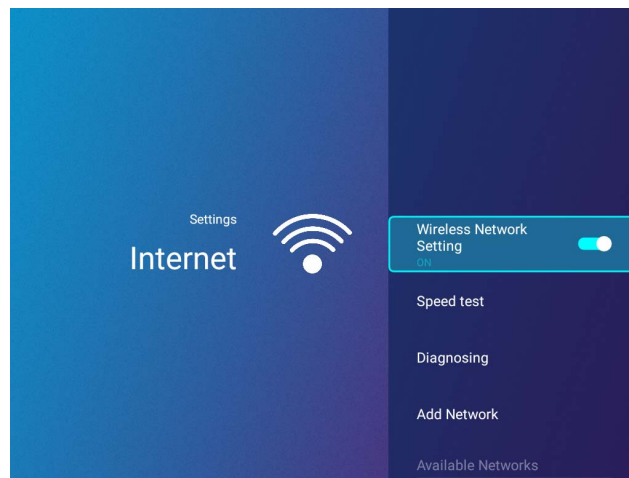 Settings
Internet
Wireless Network
Setting
ON
Speed test
Diagnosing
Add Network
Available Networks